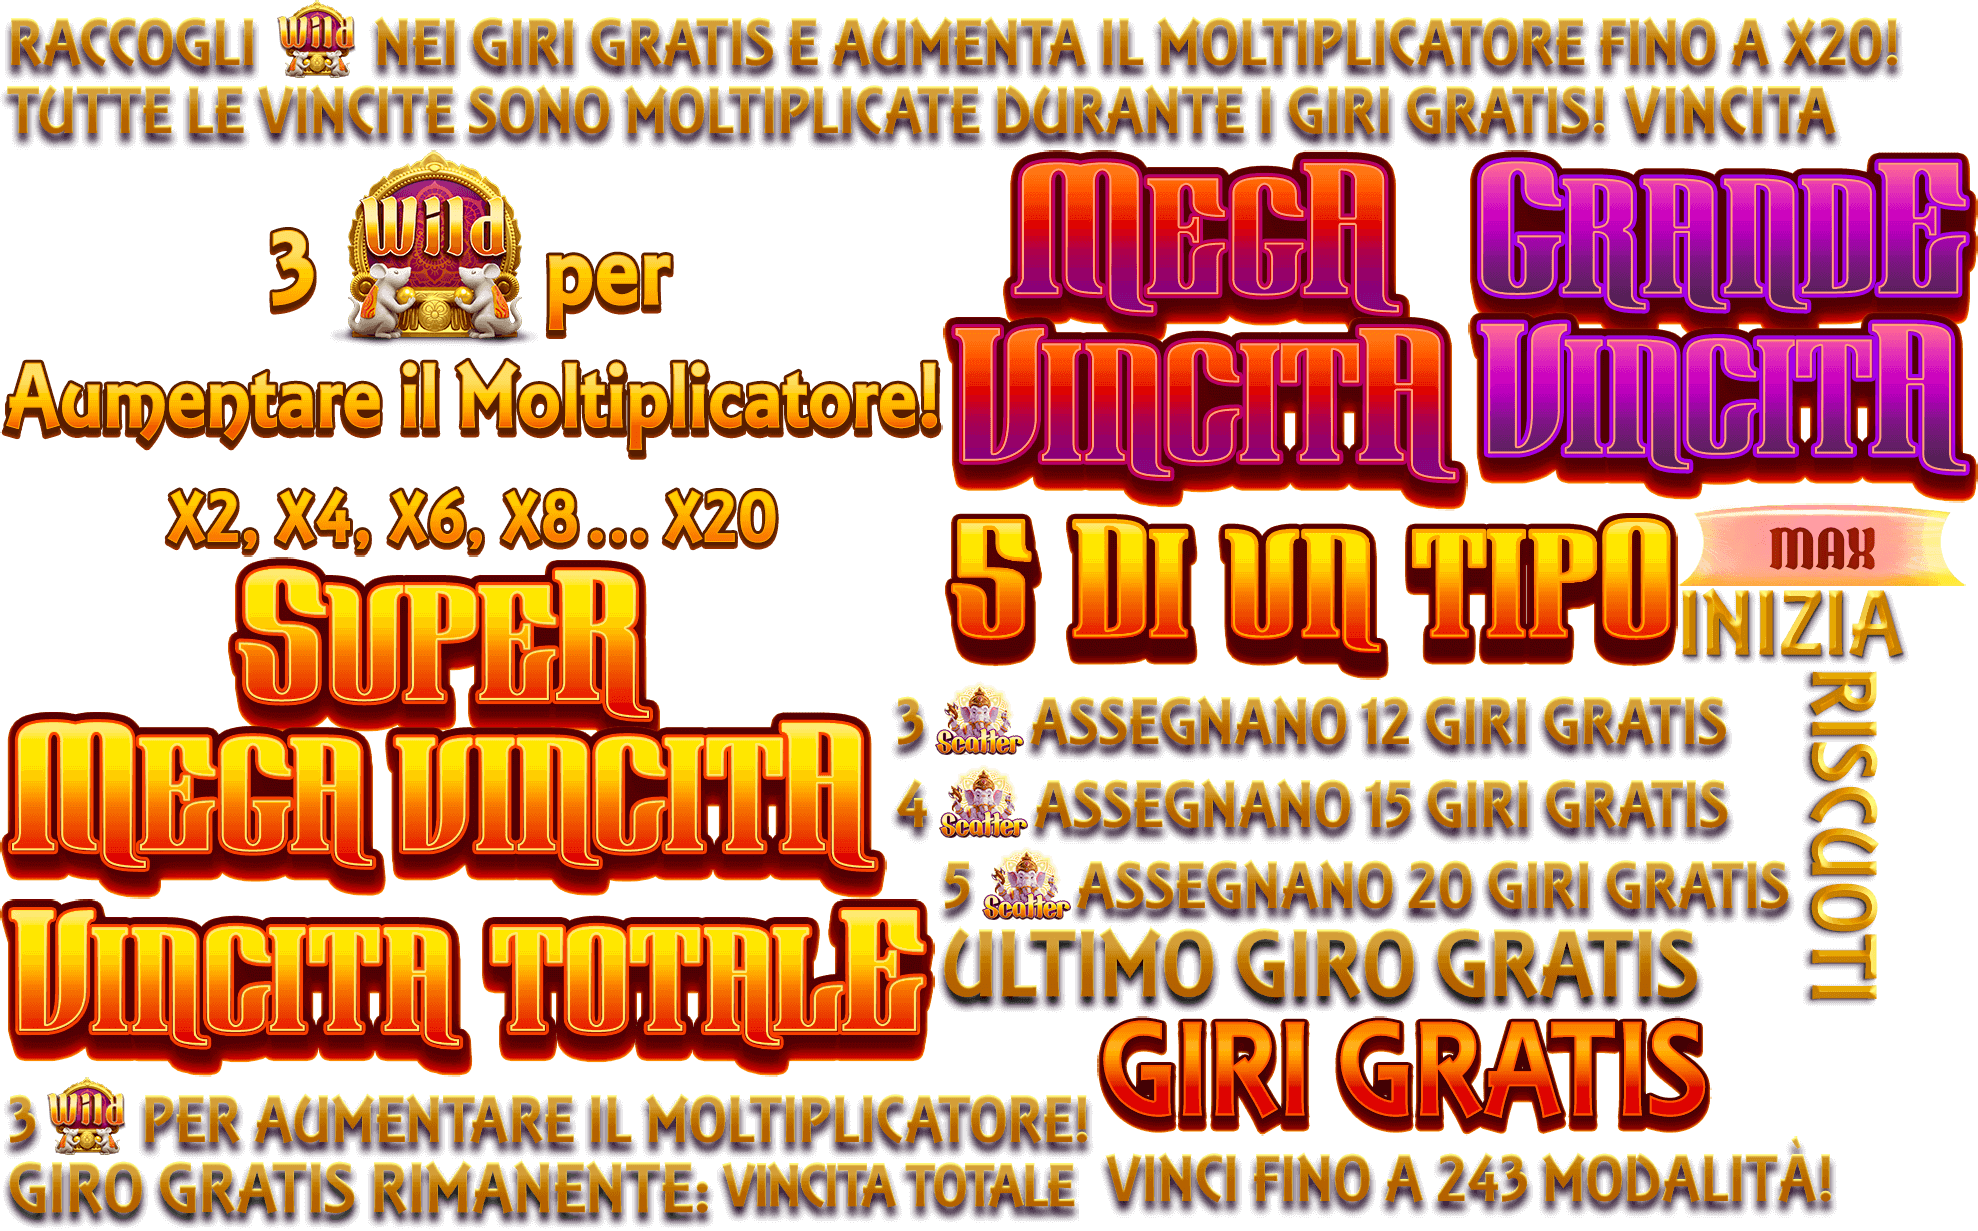 RACCOGLI Wild NEI GIRI GRATIS E AUMENTA IL MOLTIPLICATORE FINO A X20!
TUTTE LE VINCITE SONO MOLTIPLICATE DURANTE I GIRI GRATIS! VINCITA
3 Wild per
Aumentare il Moltiplicatore!
X2, X4, X6, X8... X20
MEGA
VINCITA
GRANDE
VINCITA
5 DI UN TIPO
MAX
INIZIA
SUPER
MEGA VINCITA
VINCITA TOTALE
3 Scatter ASSEGNANO 12 GIRI GRATIS
4 Scatter ASSEGNANO 15 GIRI GRATIS
5 Scatter ASSEGNANO 20 GIRI GRATIS
RISCUOTI
ULTIMO GIRO GRATIS
GIRI GRATIS
3 Wild PER AUMENTARE IL MOLTIPLICATORE!
GIRO GRATIS RIMANENTE: VINCITA TOTALE
VINCI FINO A 243 MODALITÀ!